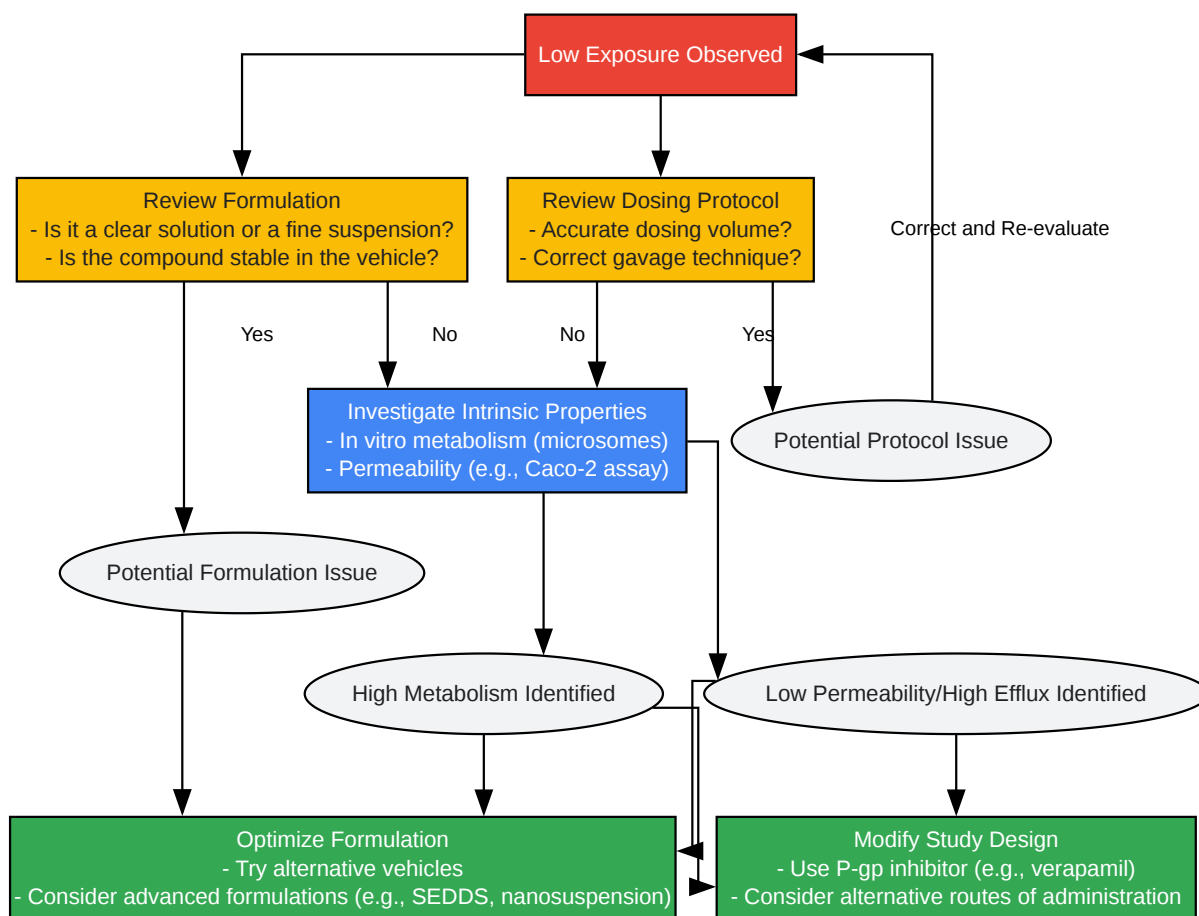 Low Exposure Observed
Review Formulation
- Is it a clear solution or a fine suspension?
- Is the compound stable in the vehicle?
Review Dosing Protocol
- Accurate dosing volume?
- Correct gavage technique?
Correct and Re-evaluate
Yes
No
No
Yes
Investigate Intrinsic Properties
- In vitro metabolism (microsomes)
- Permeability (e.g., Caco-2 assay)
Potential Protocol Issue
Potential Formulation Issue
High Metabolism Identified
Low Permeability/High Efflux Identified
Optimize Formulation
- Try alternative vehicles
- Consider advanced formulations (e.g., SEDDS, nanosuspension)
Modify Study Design
- Use P-gp inhibitor (e.g., verapamil)
- Consider alternative routes of administration